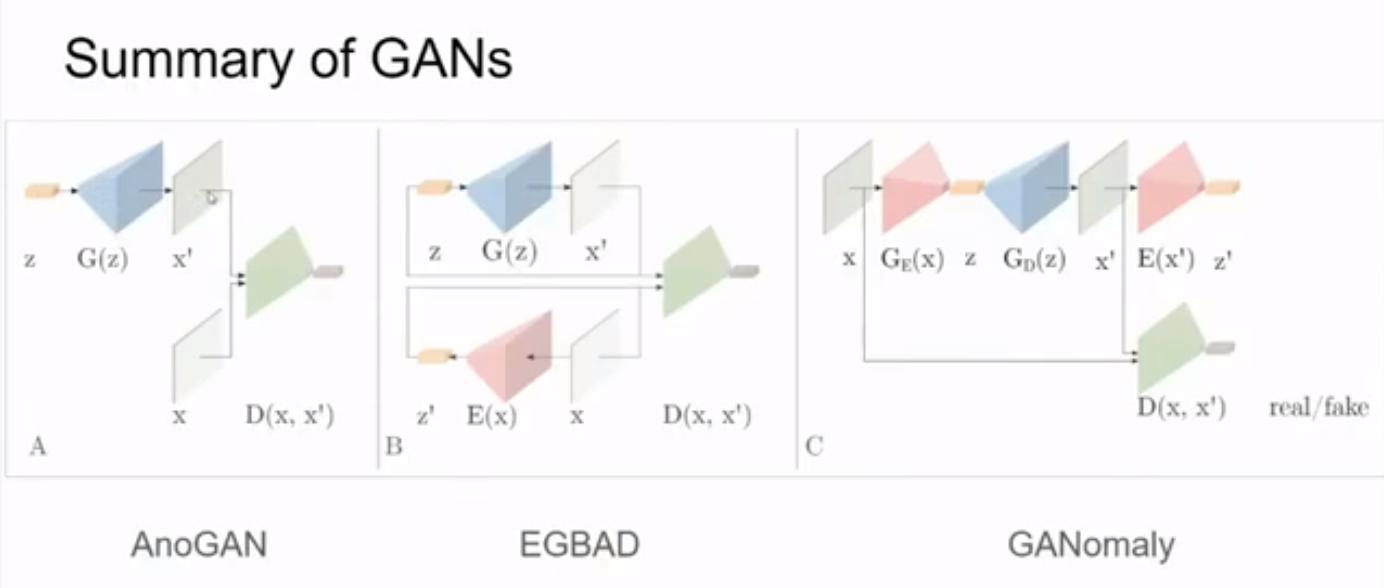 Summary of GANs
z G(z) x'
x D(x, x')
A
z G(z) x'
z' E(x) x D(x, x')
B
x G_E(x) z G_D(z) x' E(x') z'
D(x, x') real/fake
C
AnoGAN
EGBAD
GANomaly